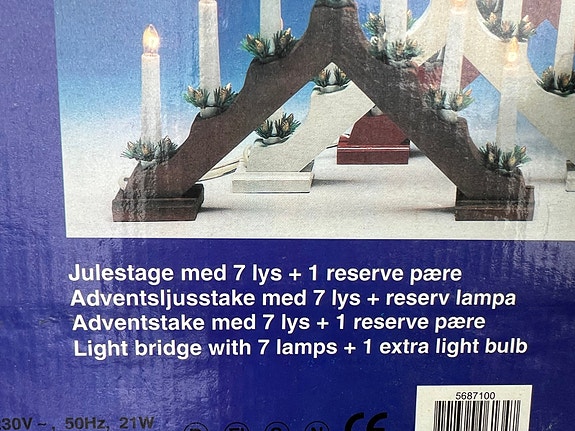 Julestage med 7 lys + 1 reserve pære
Adventsljusstake med 7 lys + reserv lampa
Adventstake med 7 lys + 1 reserve pære
Light bridge with 7 lamps + 1 extra light bulb
5687100
30V ~ , 50Hz, 21W
CE